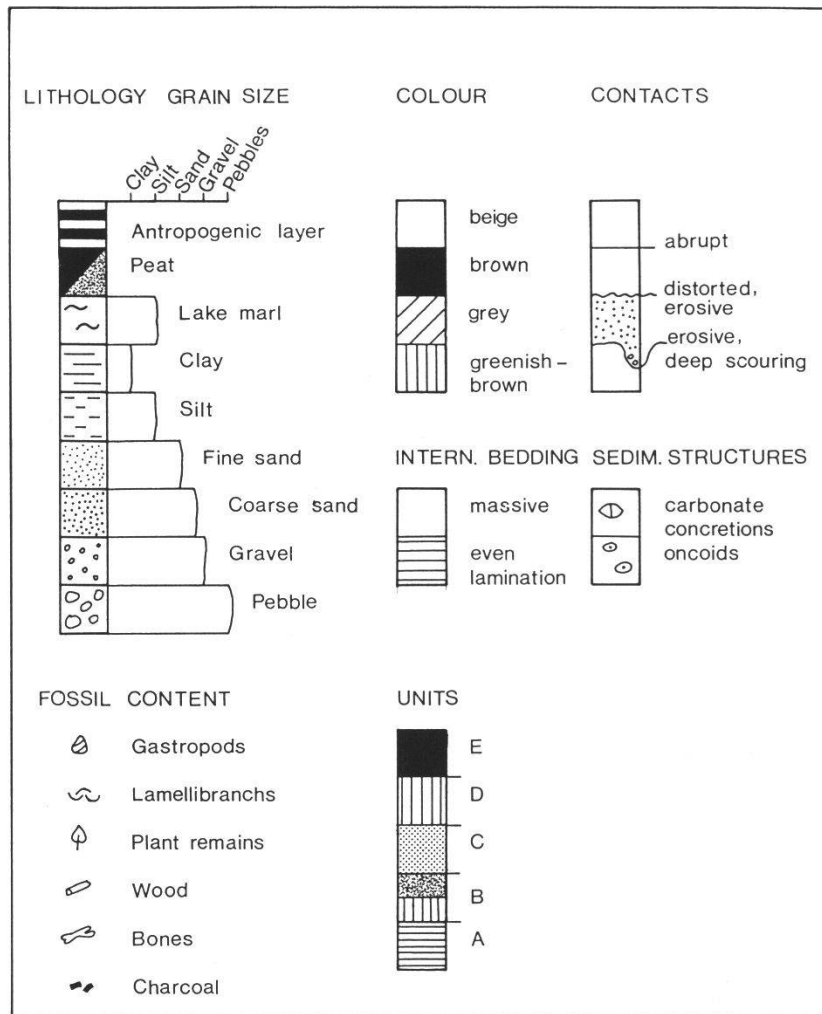 LITHOLOGY GRAIN SIZE
Clay
Silt
Sand
Gravel
Pebbles
Antropogenic layer
Peat
Lake marl
Clay
Silt
Fine sand
Coarse sand
Gravel
Pebble
COLOUR
beige
brown
grey
greenish-
brown
CONTACTS
abrupt
distorted,
erosive
erosive,
deep scouring
INTERN. BEDDING
massive
even
lamination
SEDIM. STRUCTURES
carbonate
concretions
oncoids
FOSSIL CONTENT
Gastropods
Lamellibranchs
Plant remains
Wood
Bones
Charcoal
UNITS
E
D
C
B
A